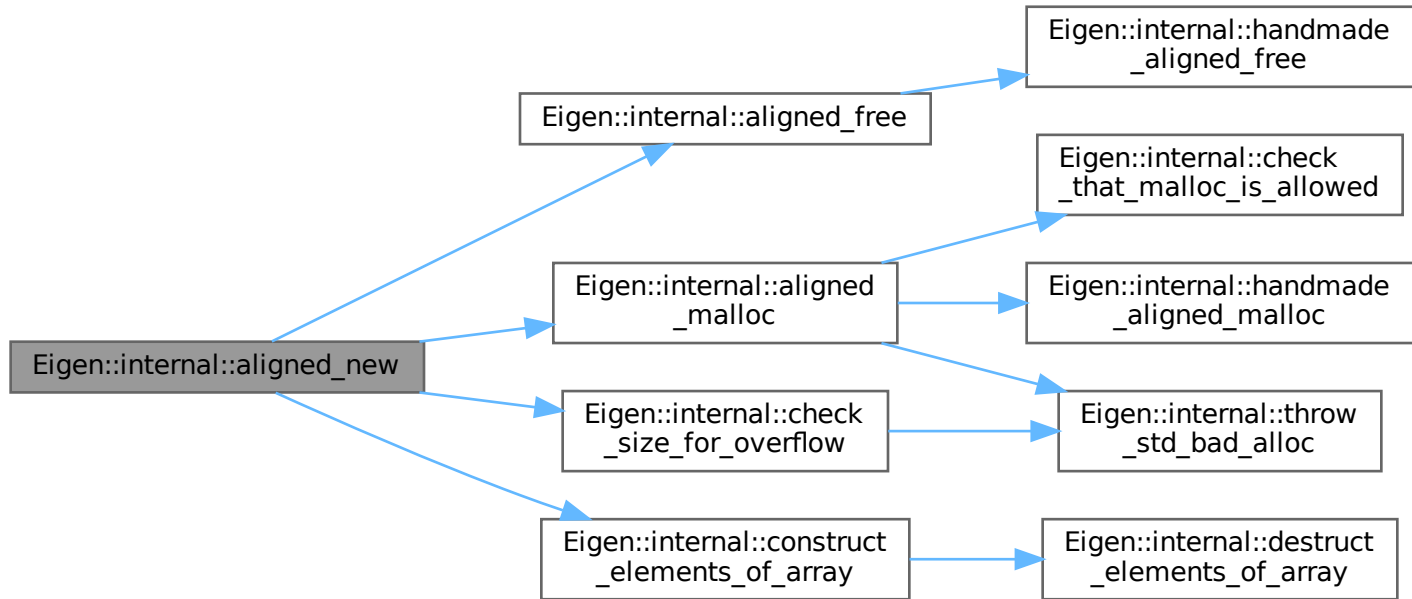 Eigen::internal::handmade
_aligned_free
Eigen::internal::aligned_free
Eigen::internal::check
_that_malloc_is_allowed
Eigen::internal::aligned
_malloc
Eigen::internal::handmade
_aligned_malloc
Eigen::internal::aligned_new
Eigen::internal::check
_size_for_overflow
Eigen::internal::throw
_std_bad_alloc
Eigen::internal::construct
_elements_of_array
Eigen::internal::destruct
_elements_of_array